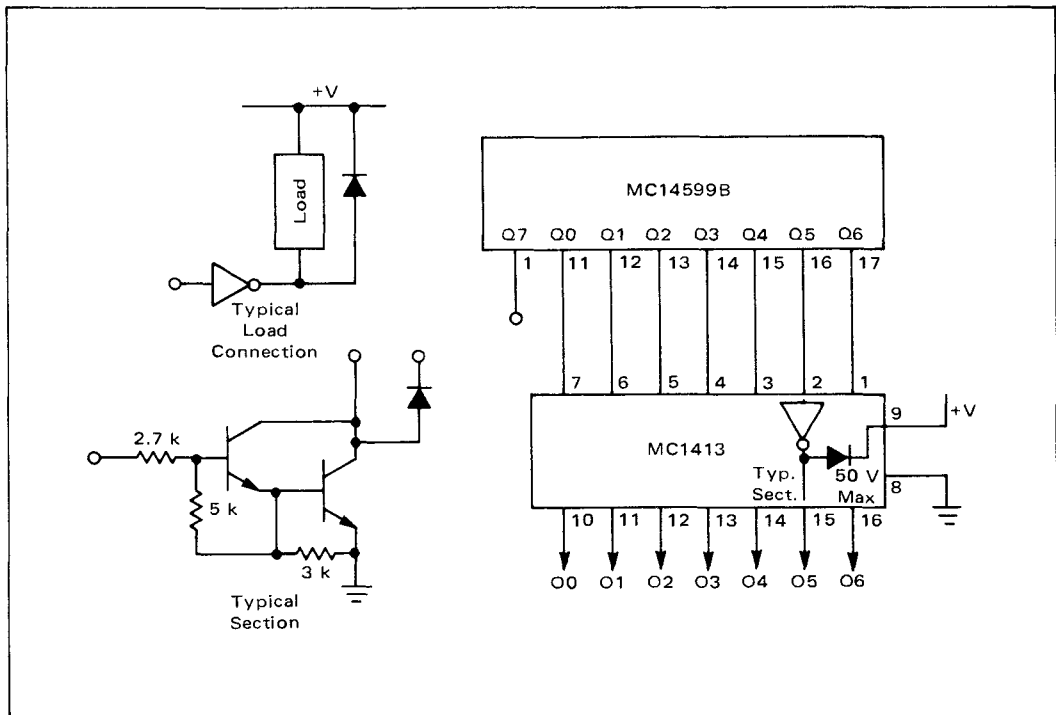 +V
Load
Typical
Load
Connection
2.7 k
5 k
3 k
Typical
Section
MC14599B
Q7 Q0 Q1 Q2 Q3 Q4 Q5 Q6
1 11 12 13 14 15 16 17
7 6 5 4 3 2 1
9
+V
MC1413
Typ.
Sect.
50 V
Max
8
10 11 12 13 14 15 16
O0 O1 O2 O3 O4 O5 O6